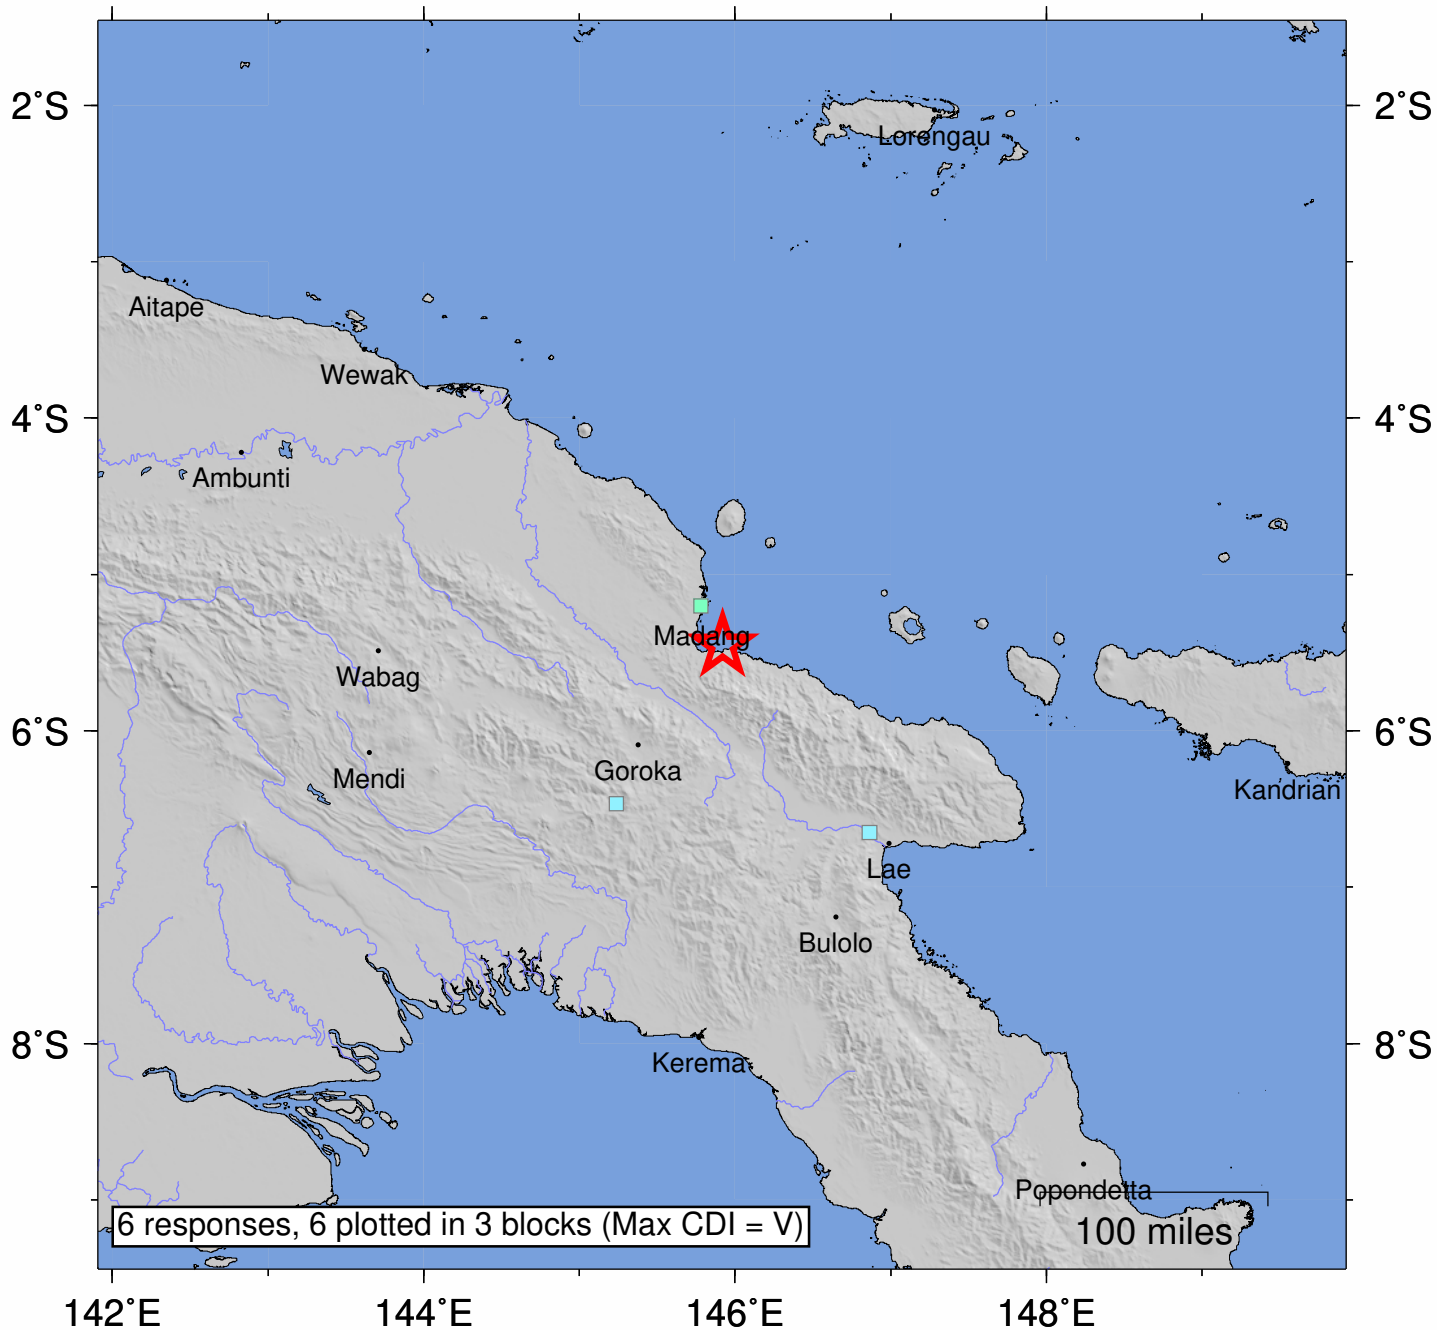 2˚S
2˚S
Lorengau
Aitape
Wewak
4˚S
4˚S
Ambunti
Madang
Wabag
6˚S
6˚S
Goroka
Mendi
Kandrian
Lae
Bulolo
8˚S
8˚S
Kerema
Popondetta
6 responses, 6 plotted in 3 blocks (Max CDI = V)
100 miles
142˚E
144˚E
146˚E
148˚E